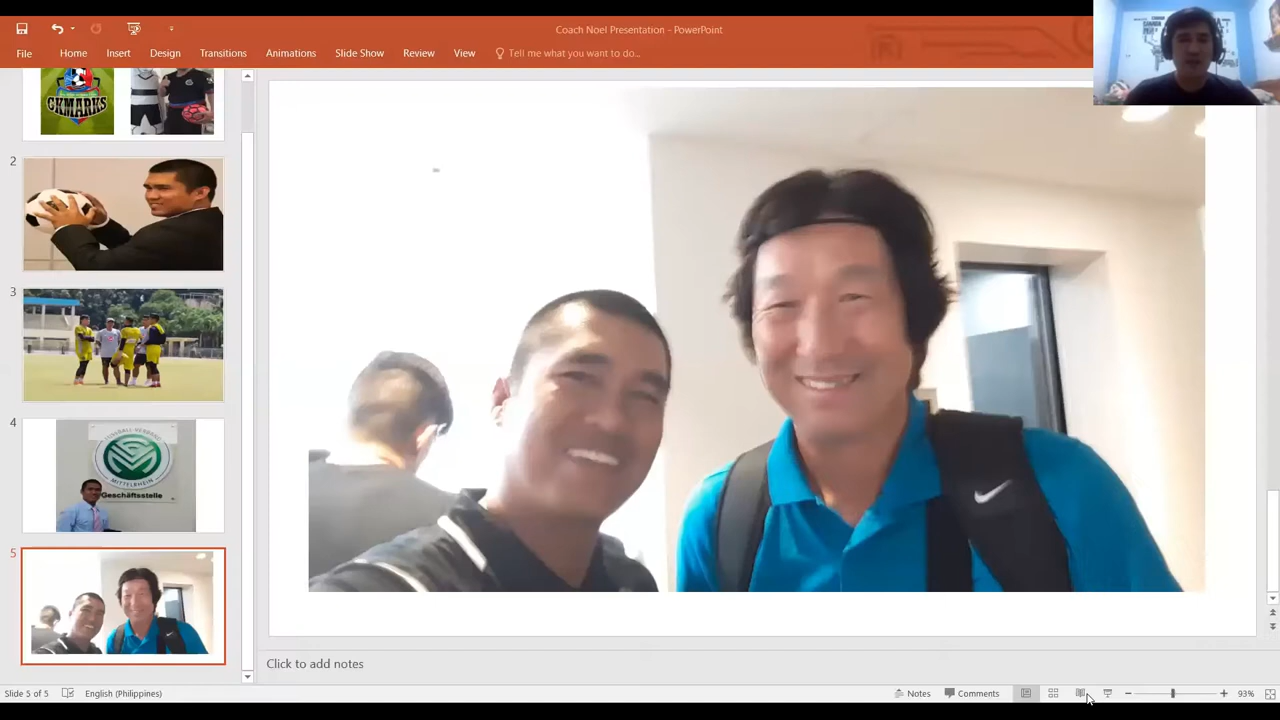 Coach Noel Presentation - PowerPoint
File Home Insert Design Transitions Animations Slide Show Review View Tell me what you want to do...
CKMARKS
2
3
4
MITTELRHEIN
Geschäftsstelle
5
Click to add notes
Slide 5 of 5 English (Philippines) Notes Comments 93%